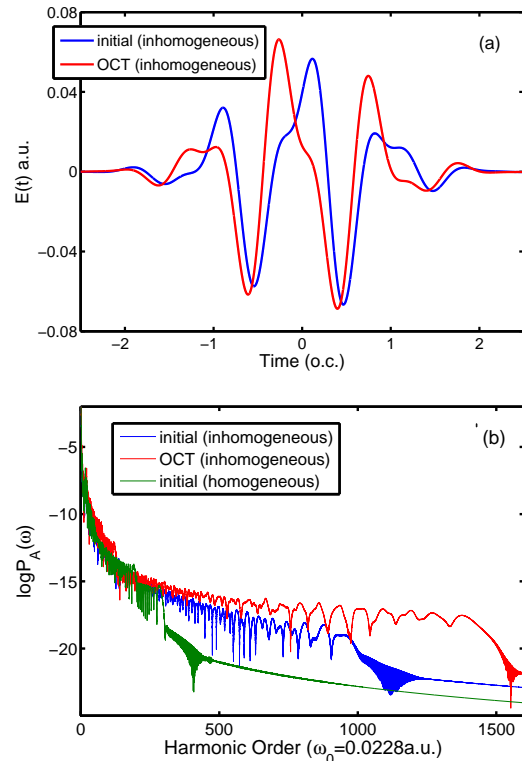 0.08
0.04
0
−0.04
−0.08
E(t) a.u.
initial (inhomogeneous)
OCT (inhomogeneous)
(a)
−2 −1 0 1 2
Time (o.c.)
−5
−10
−15
−20
logP_A(ω)
initial (inhomogeneous)
OCT (inhomogeneous)
initial (homogeneous)
(b)
0 500 1000 1500
Harmonic Order (ω_0=0.0228a.u.)